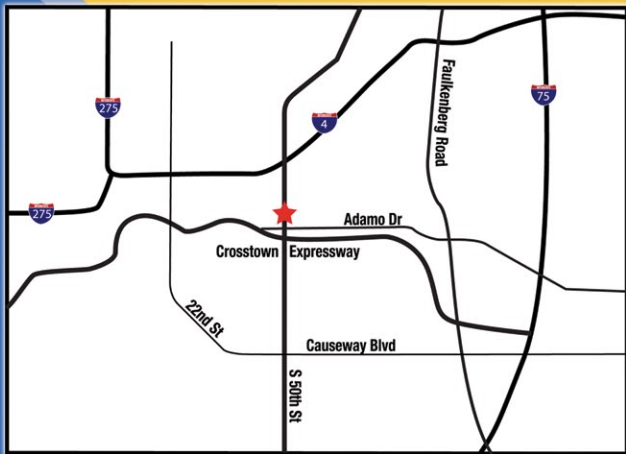 275
4
75
Faulkenberg Road
275
Adamo Dr
Crosstown Expressway
22nd St
Causeway Blvd
S 50th St